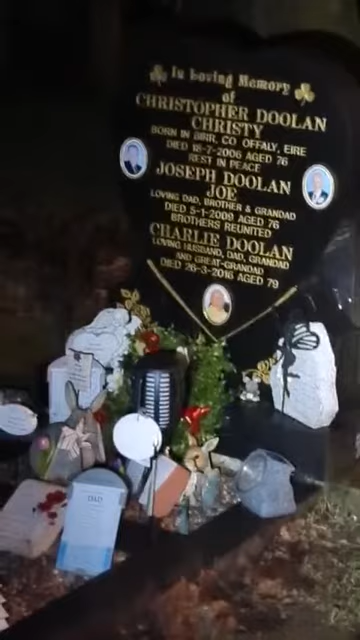 In Loving Memory
of
CHRISTOPHER DOOLAN
CHRISTY
BORN IN BIRR, CO OFFALY, EIRE
DIED 18-7-2006 AGED 76
REST IN PEACE
JOSEPH DOOLAN
JOE
LOVING DAD, BROTHER & GRANDAD
DIED 5-1-2009 AGED 76
BROTHERS REUNITED
CHARLIE DOOLAN
LOVING HUSBAND, DAD, GRANDAD
AND GREAT-GRANDAD
DIED 26-3-2016 AGED 79
DAD